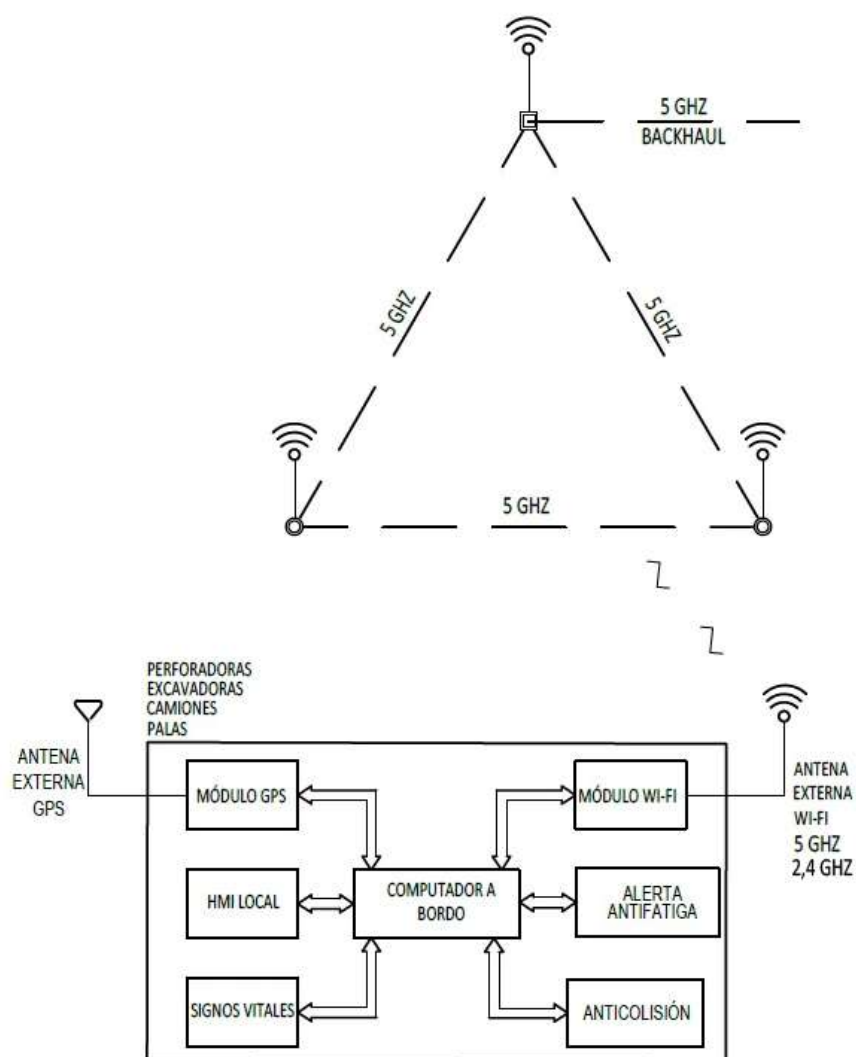 5 GHZ
BACKHAUL
5 GHZ
5 GHZ
5 GHZ
PERFORADORAS
EXCAVADORAS
CAMIONES
PALAS
ANTENA
EXTERNA
GPS
MÓDULO GPS
MÓDULO WI-FI
ANTENA
EXTERNA
WI-FI
5 GHZ
2,4 GHZ
HMI LOCAL
COMPUTADOR A
BORDO
ALERTA
ANTIFATIGA
SIGNOS VITALES
ANTICOLISIÓN